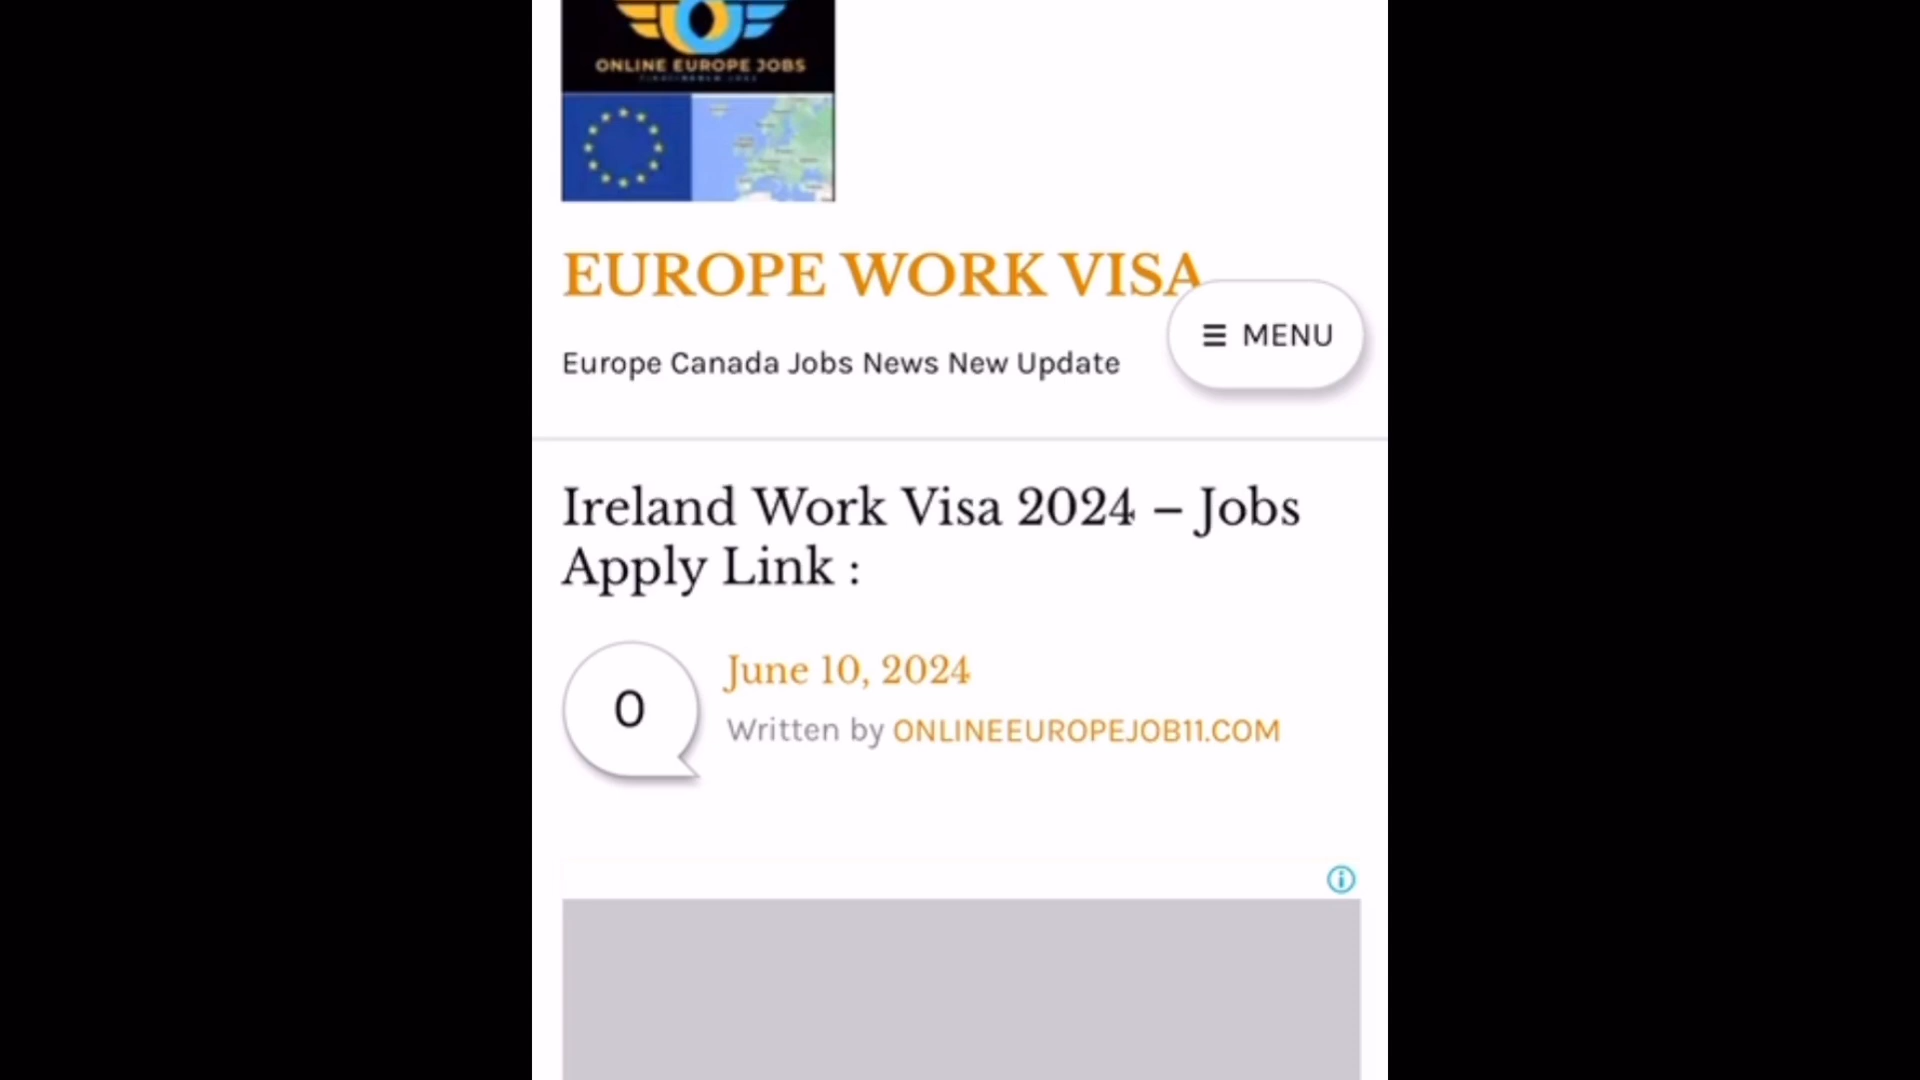 ONLINE EUROPE JOBS
EUROPE WORK VISA
☰ MENU
Europe Canada Jobs News New Update
Ireland Work Visa 2024 – Jobs
Apply Link :
0
June 10, 2024
Written by ONLINEEUROPEJOB11.COM